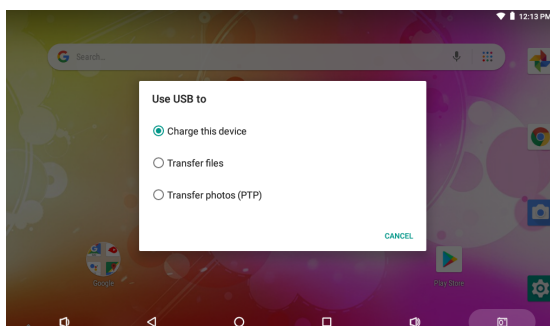 12:13 PM
Search...
Use USB to
Charge this device
Transfer files
Transfer photos (PTP)
CANCEL
Google
Play Store